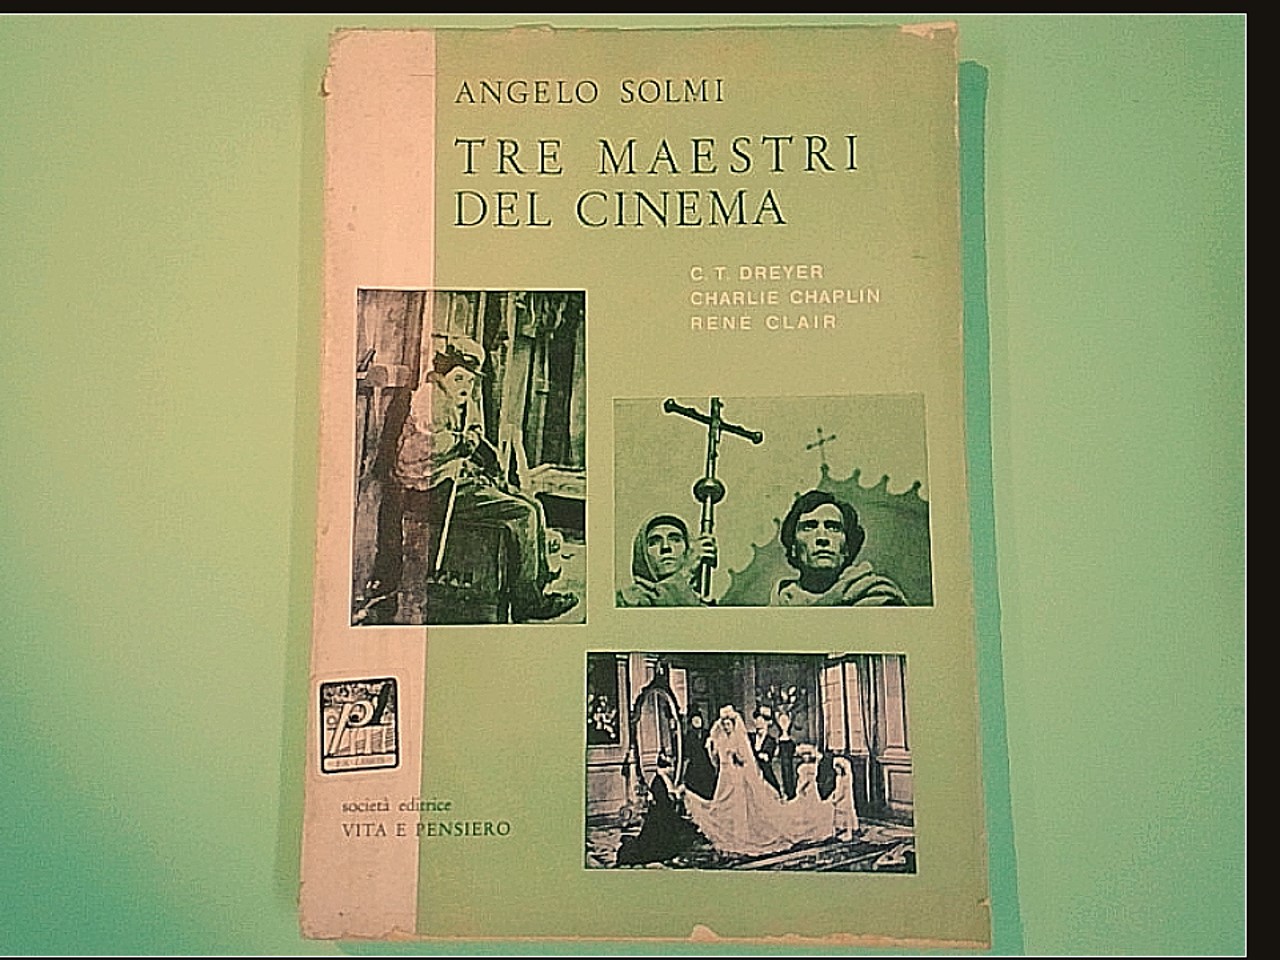 ANGELO SOLMI
TRE MAESTRI
DEL CINEMA
C. T. DREYER
CHARLIE CHAPLIN
RENE CLAIR
società editrice
VITA E PENSIERO